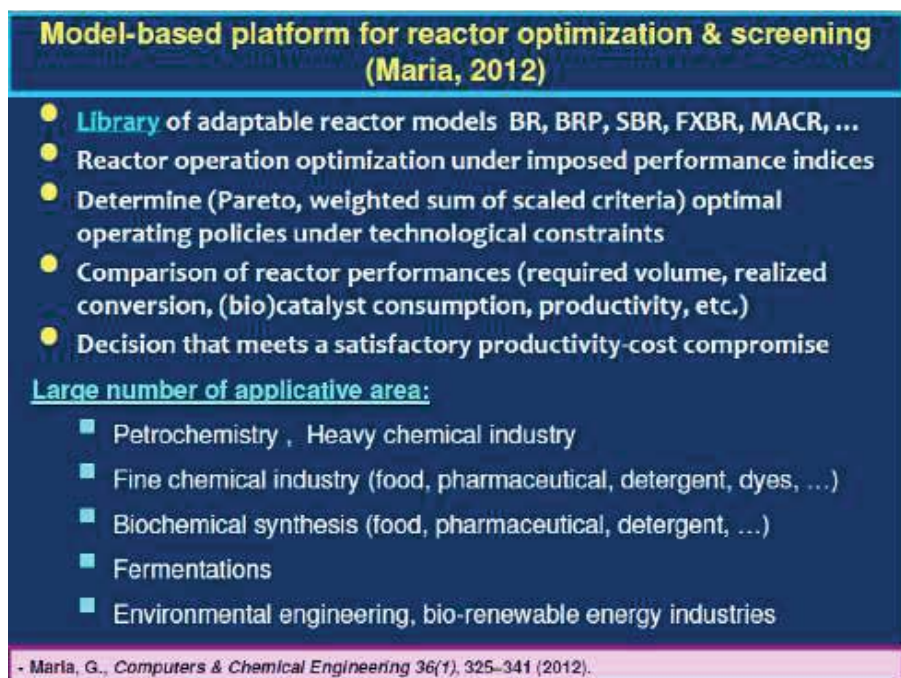 Model-based platform for reactor optimization & screening
(Maria, 2012)
Library of adaptable reactor models BR, BRP, SBR, FXBR, MACR, ...
Reactor operation optimization under imposed performance indices
Determine (Pareto, weighted sum of scaled criteria) optimal
operating policies under technological constraints
Comparison of reactor performances (required volume, realized
conversion, (bio)catalyst consumption, productivity, etc.)
Decision that meets a satisfactory productivity-cost compromise
Large number of applicative area:
Petrochemistry , Heavy chemical industry
Fine chemical industry (food, pharmaceutical, detergent, dyes, ...)
Biochemical synthesis (food, pharmaceutical, detergent, ...)
Fermentations
Environmental engineering, bio-renewable energy industries
- Maria, G., Computers & Chemical Engineering 36(1), 325–341 (2012).